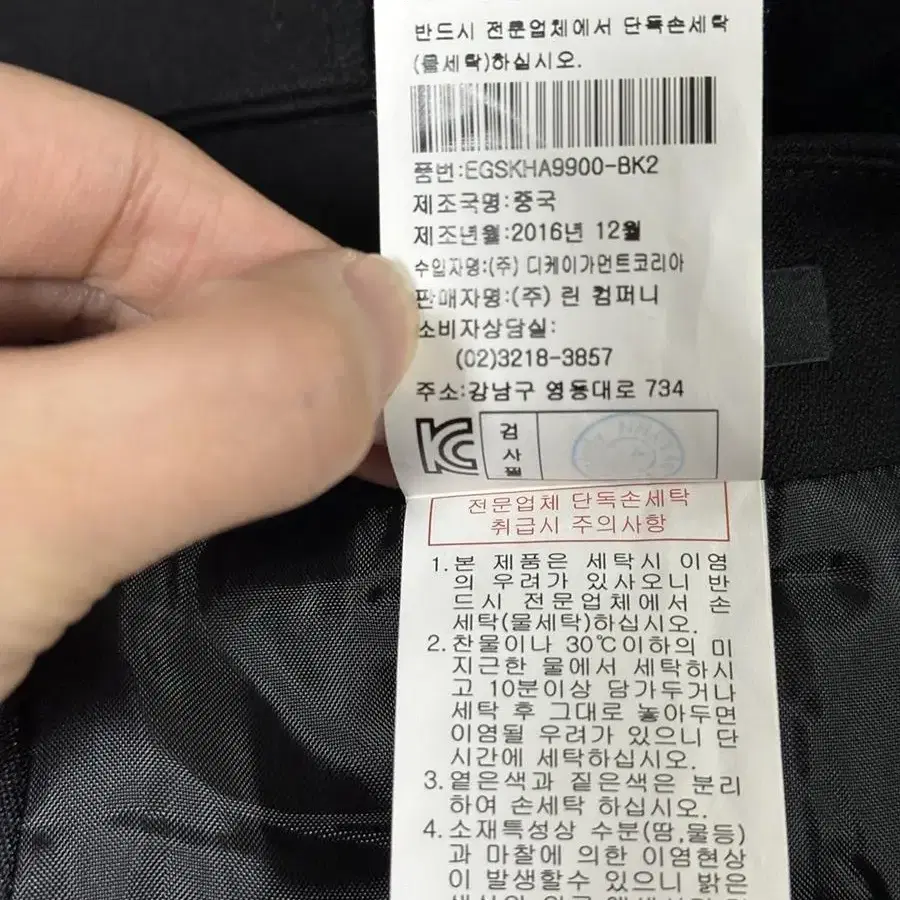 반드시 전문업체에서 단독손세탁
(물세탁)하십시오.
품번:EGSKHA9900-BK2
제조국명:중국
제조년월:2016년 12월
수입자명:(주) 디케이가먼트코리아
판매자명:(주) 린 컴퍼니
소비자상담실:
(02)3218-3857
주소:강남구 영동대로 734
KC
검
사
필
전문업체 단독손세탁
취급시 주의사항
1.본 제품은 세탁시 이염
의 우려가 있사오니 반
드시 전문업체에서 손
세탁(물세탁)하십시오.
2.찬물이나 30℃이하의 미
지근한 물에서 세탁하시
고 10분이상 담가두거나
세탁 후 그대로 놓아두면
이염될 우려가 있으니 단
시간에 세탁하십시오.
3.옅은색과 짙은색은 분리
하여 손세탁 하십시오.
4.소재특성상 수분(땀,물등)
과 마찰에 의한 이염현상
이 발생할수 있으니 밝은